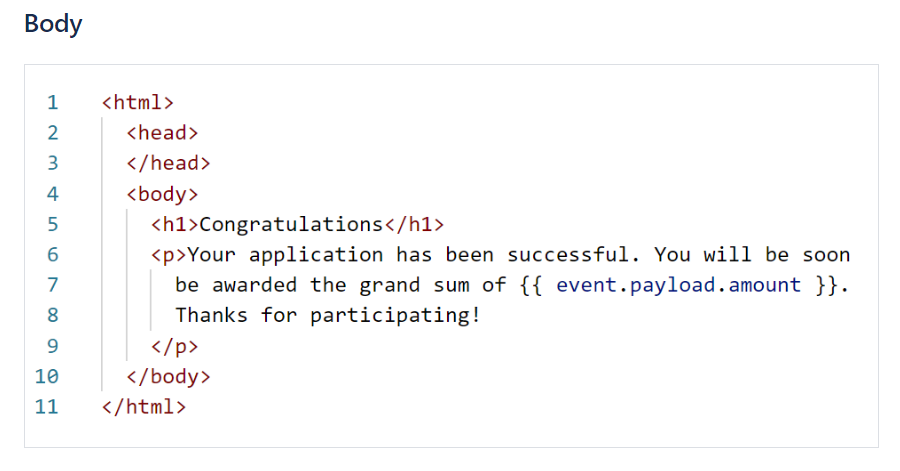 Body
1 <html>
2 <head>
3 </head>
4 <body>
5 <h1>Congratulations</h1>
6 <p>Your application has been successful. You will be soon
7 be awarded the grand sum of {{ event.payload.amount }}.
8 Thanks for participating!
9 </p>
10 </body>
11 </html>